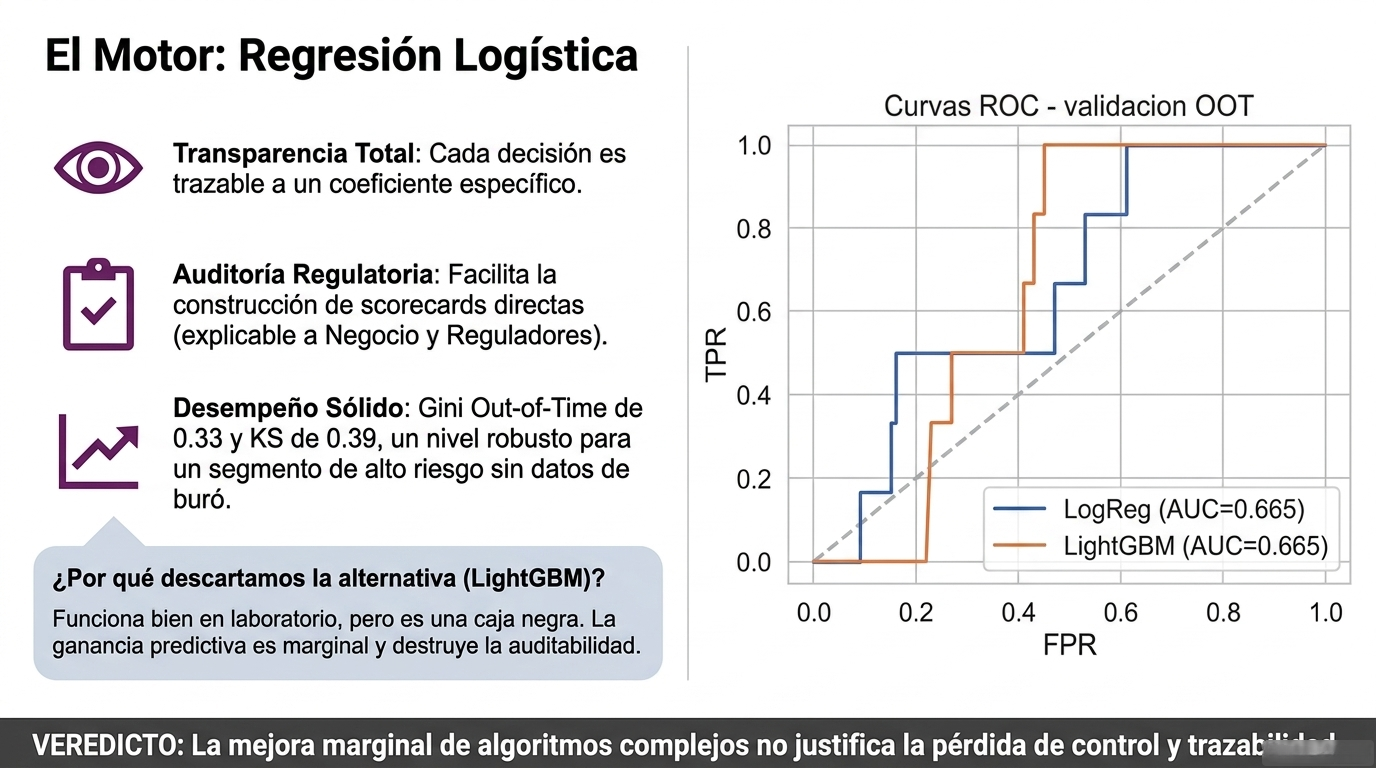 El Motor: Regresión Logística
Transparencia Total: Cada decisión es
trazable a un coeficiente específico.
Auditoría Regulatoria: Facilita la
construcción de scorecards directas
(explicable a Negocio y Reguladores).
Desempeño Sólido: Gini Out-of-Time de
0.33 y KS de 0.39, un nivel robusto para
un segmento de alto riesgo sin datos de
buró.
¿Por qué descartamos la alternativa (LightGBM)?
Funciona bien en laboratorio, pero es una caja negra. La
ganancia predictiva es marginal y destruye la auditabilidad.
Curvas ROC - validacion OOT
TPR
1.0
0.8
0.6
0.4
0.2
0.0
LogReg (AUC=0.665)
LightGBM (AUC=0.665)
0.0 0.2 0.4 0.6 0.8 1.0
FPR
VEREDICTO: La mejora marginal de algoritmos complejos no justifica la pérdida de control y trazabilidad